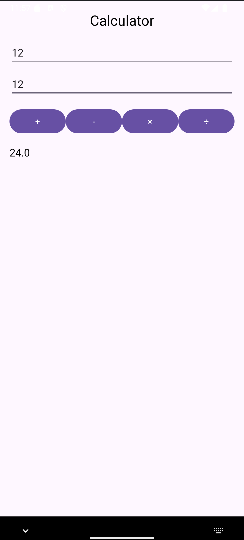 Calculator
12
12
+ - × ÷
24.0